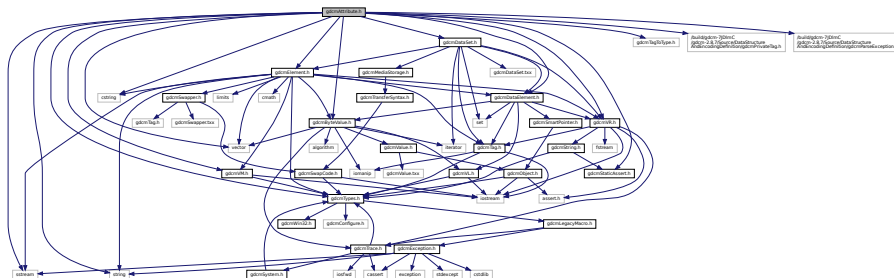 gdcmAttribute.h
gdcmDataSet.h
gdcmTagToType.h
/build/gdcm-7JDlmC
/gdcm-2.8.7/Source/DataStructure
AndEncodingDefinition/gdcmPrivateTag.h
/build/gdcm-7JDlmC
/gdcm-2.8.7/Source/DataStructure
AndEncodingDefinition/gdcmParseException.h
gdcmElement.h
gdcmMediaStorage.h
gdcmDataSet.txx
cstring
gdcmSwapper.h
limits
cmath
gdcmTransferSyntax.h
gdcmDataElement.h
gdcmTag.h
gdcmSwapper.txx
gdcmByteValue.h
set
gdcmSmartPointer.h
gdcmVR.h
vector
algorithm
gdcmValue.h
iterator
gdcmTag.h
gdcmString.h
fstream
gdcmVM.h
gdcmSwapCode.h
iomanip
gdcmValue.txx
gdcmVL.h
gdcmObject.h
gdcmStaticAssert.h
gdcmTypes.h
iostream
assert.h
gdcmWin32.h
gdcmConfigure.h
gdcmLegacyMacro.h
gdcmTrace.h
gdcmException.h
sstream
string
gdcmSystem.h
iosfwd
cassert
exception
stdexcept
cstdlib